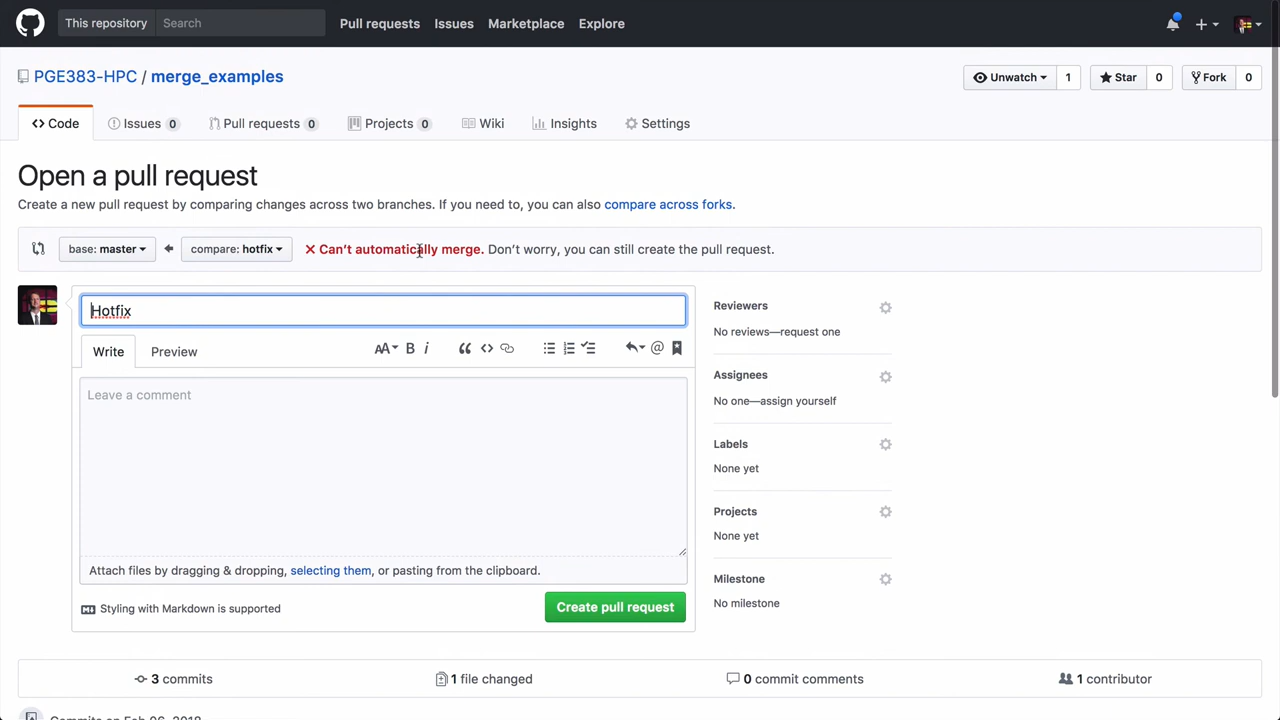 This repository Search Pull requests Issues Marketplace Explore
PGE383-HPC / merge_examples Unwatch 1 Star 0 Fork 0
Code Issues 0 Pull requests 0 Projects 0 Wiki Insights Settings
Open a pull request
Create a new pull request by comparing changes across two branches. If you need to, you can also compare across forks.
base: master compare: hotfix Can’t automatically merge. Don’t worry, you can still create the pull request.
Hotfix
Write Preview AA B i
Leave a comment
Attach files by dragging & dropping, selecting them, or pasting from the clipboard.
Styling with Markdown is supported
Create pull request
Reviewers
No reviews—request one
Assignees
No one—assign yourself
Labels
None yet
Projects
None yet
Milestone
No milestone
3 commits 1 file changed 0 commit comments 1 contributor
Commits on Feb 06, 2018